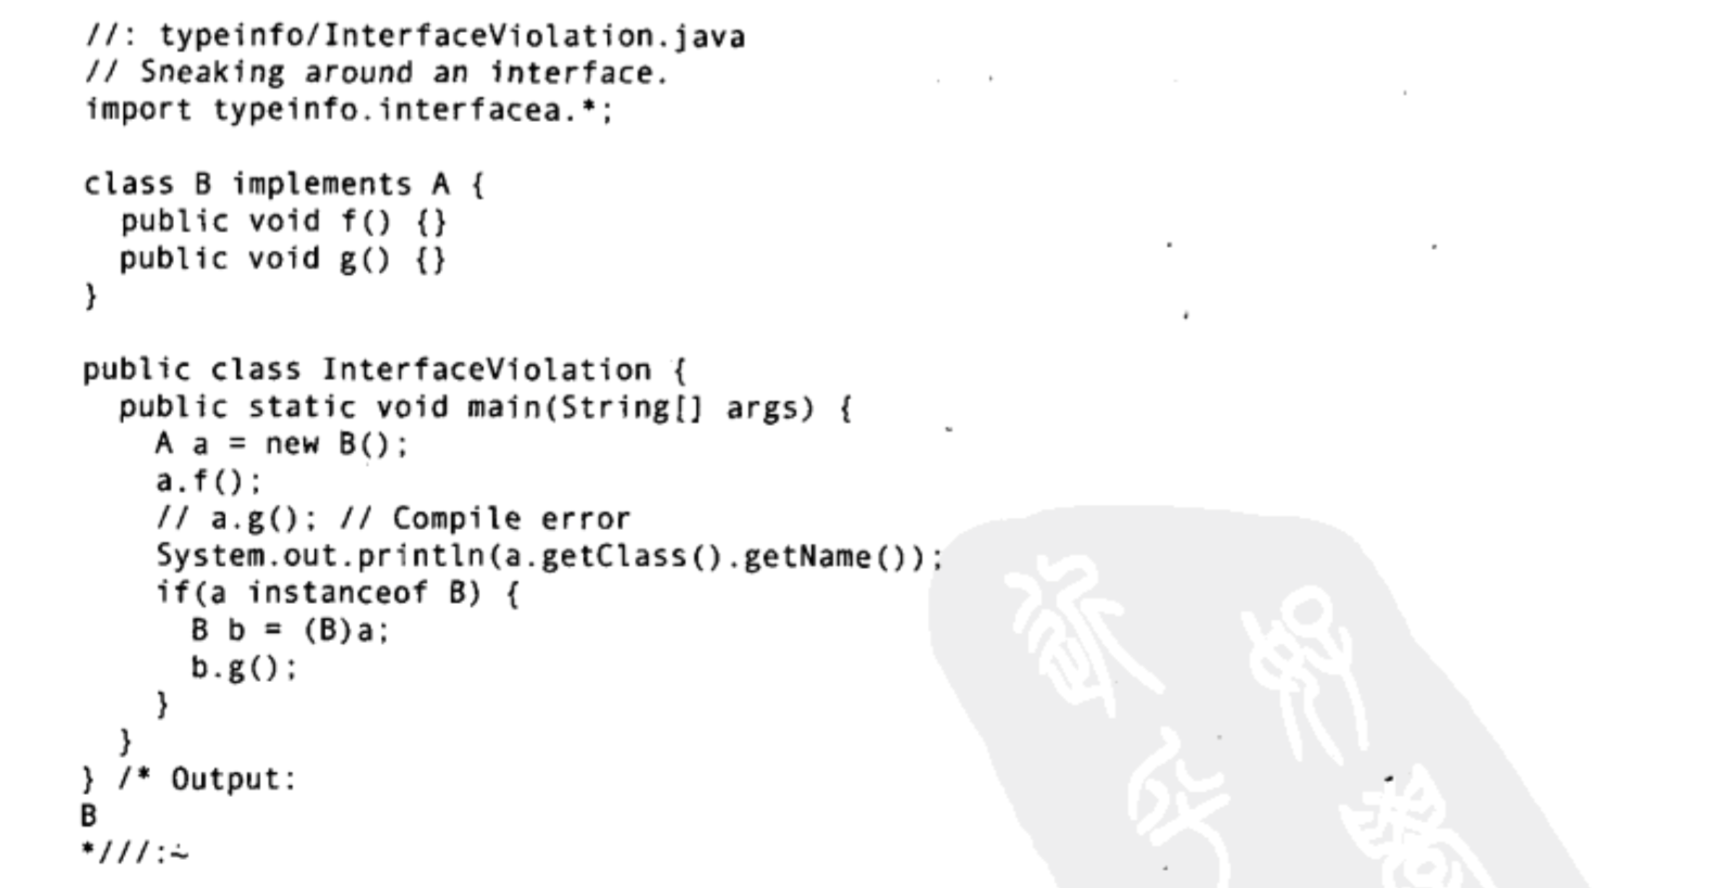 //: typeinfo/InterfaceViolation.java
// Sneaking around an interface.
import typeinfo.interfacea.*;

class B implements A {
  public void f() {}
  public void g() {}
}

public class InterfaceViolation {
  public static void main(String[] args) {
    A a = new B();
    a.f();
    // a.g(); // Compile error
    System.out.println(a.getClass().getName());
    if(a instanceof B) {
      B b = (B)a;
      b.g();
    }
  }
} /* Output:
B
*///:~